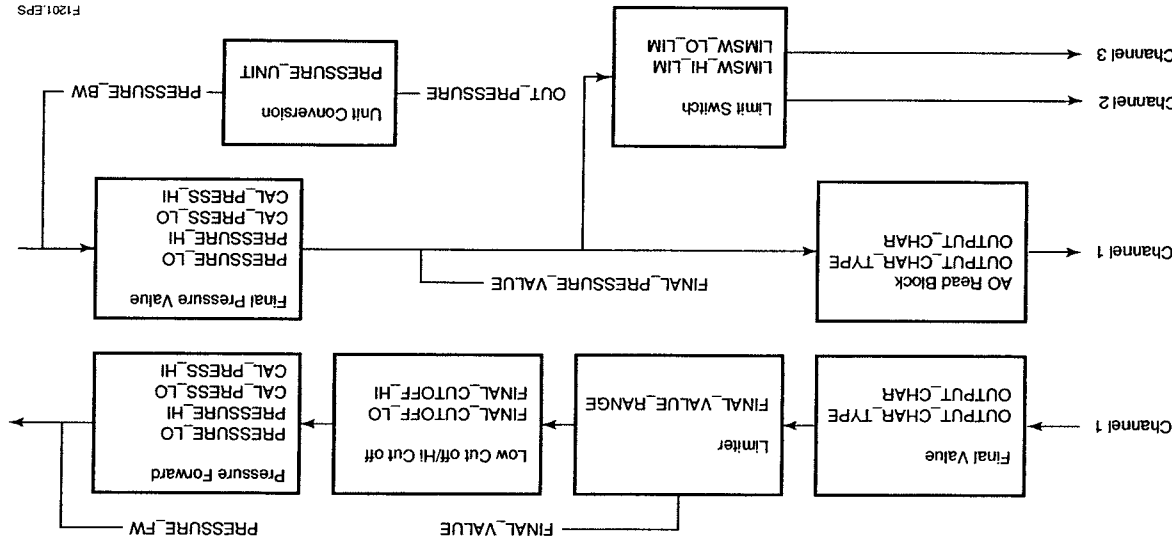 FINAL_VALUE
PRESSURE_FW
Channel 1
Final Value
OUTPUT_CHAR_TYPE
OUTPUT_CHAR
Limiter
FINAL_VALUE_RANGE
Low Cut off/Hi Cut off
FINAL_CUTOFF_LO
FINAL_CUTOFF_HI
Pressure Forward
PRESSURE_LO
PRESSURE_HI
CAL_PRESS_LO
CAL_PRESS_HI
Channel 1
AO Read Block
OUTPUT_CHAR_TYPE
OUTPUT_CHAR
FINAL_PRESSURE_VALUE
Final Pressure Value
PRESSURE_LO
PRESSURE_HI
CAL_PRESS_LO
CAL_PRESS_HI
Channel 2
Channel 3
Limit Switch
LIMSW_HI_LIM
LIMSW_LO_LIM
OUT_PRESSURE
Unit Conversion
PRESSURE_UNIT
PRESSURE_BW
F1201.EPS